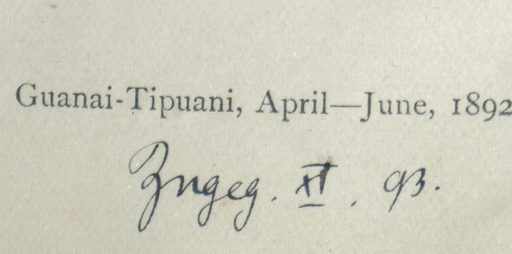 Guanai-Tipuani, April—June, 1892
Zugeg. XI. 93.